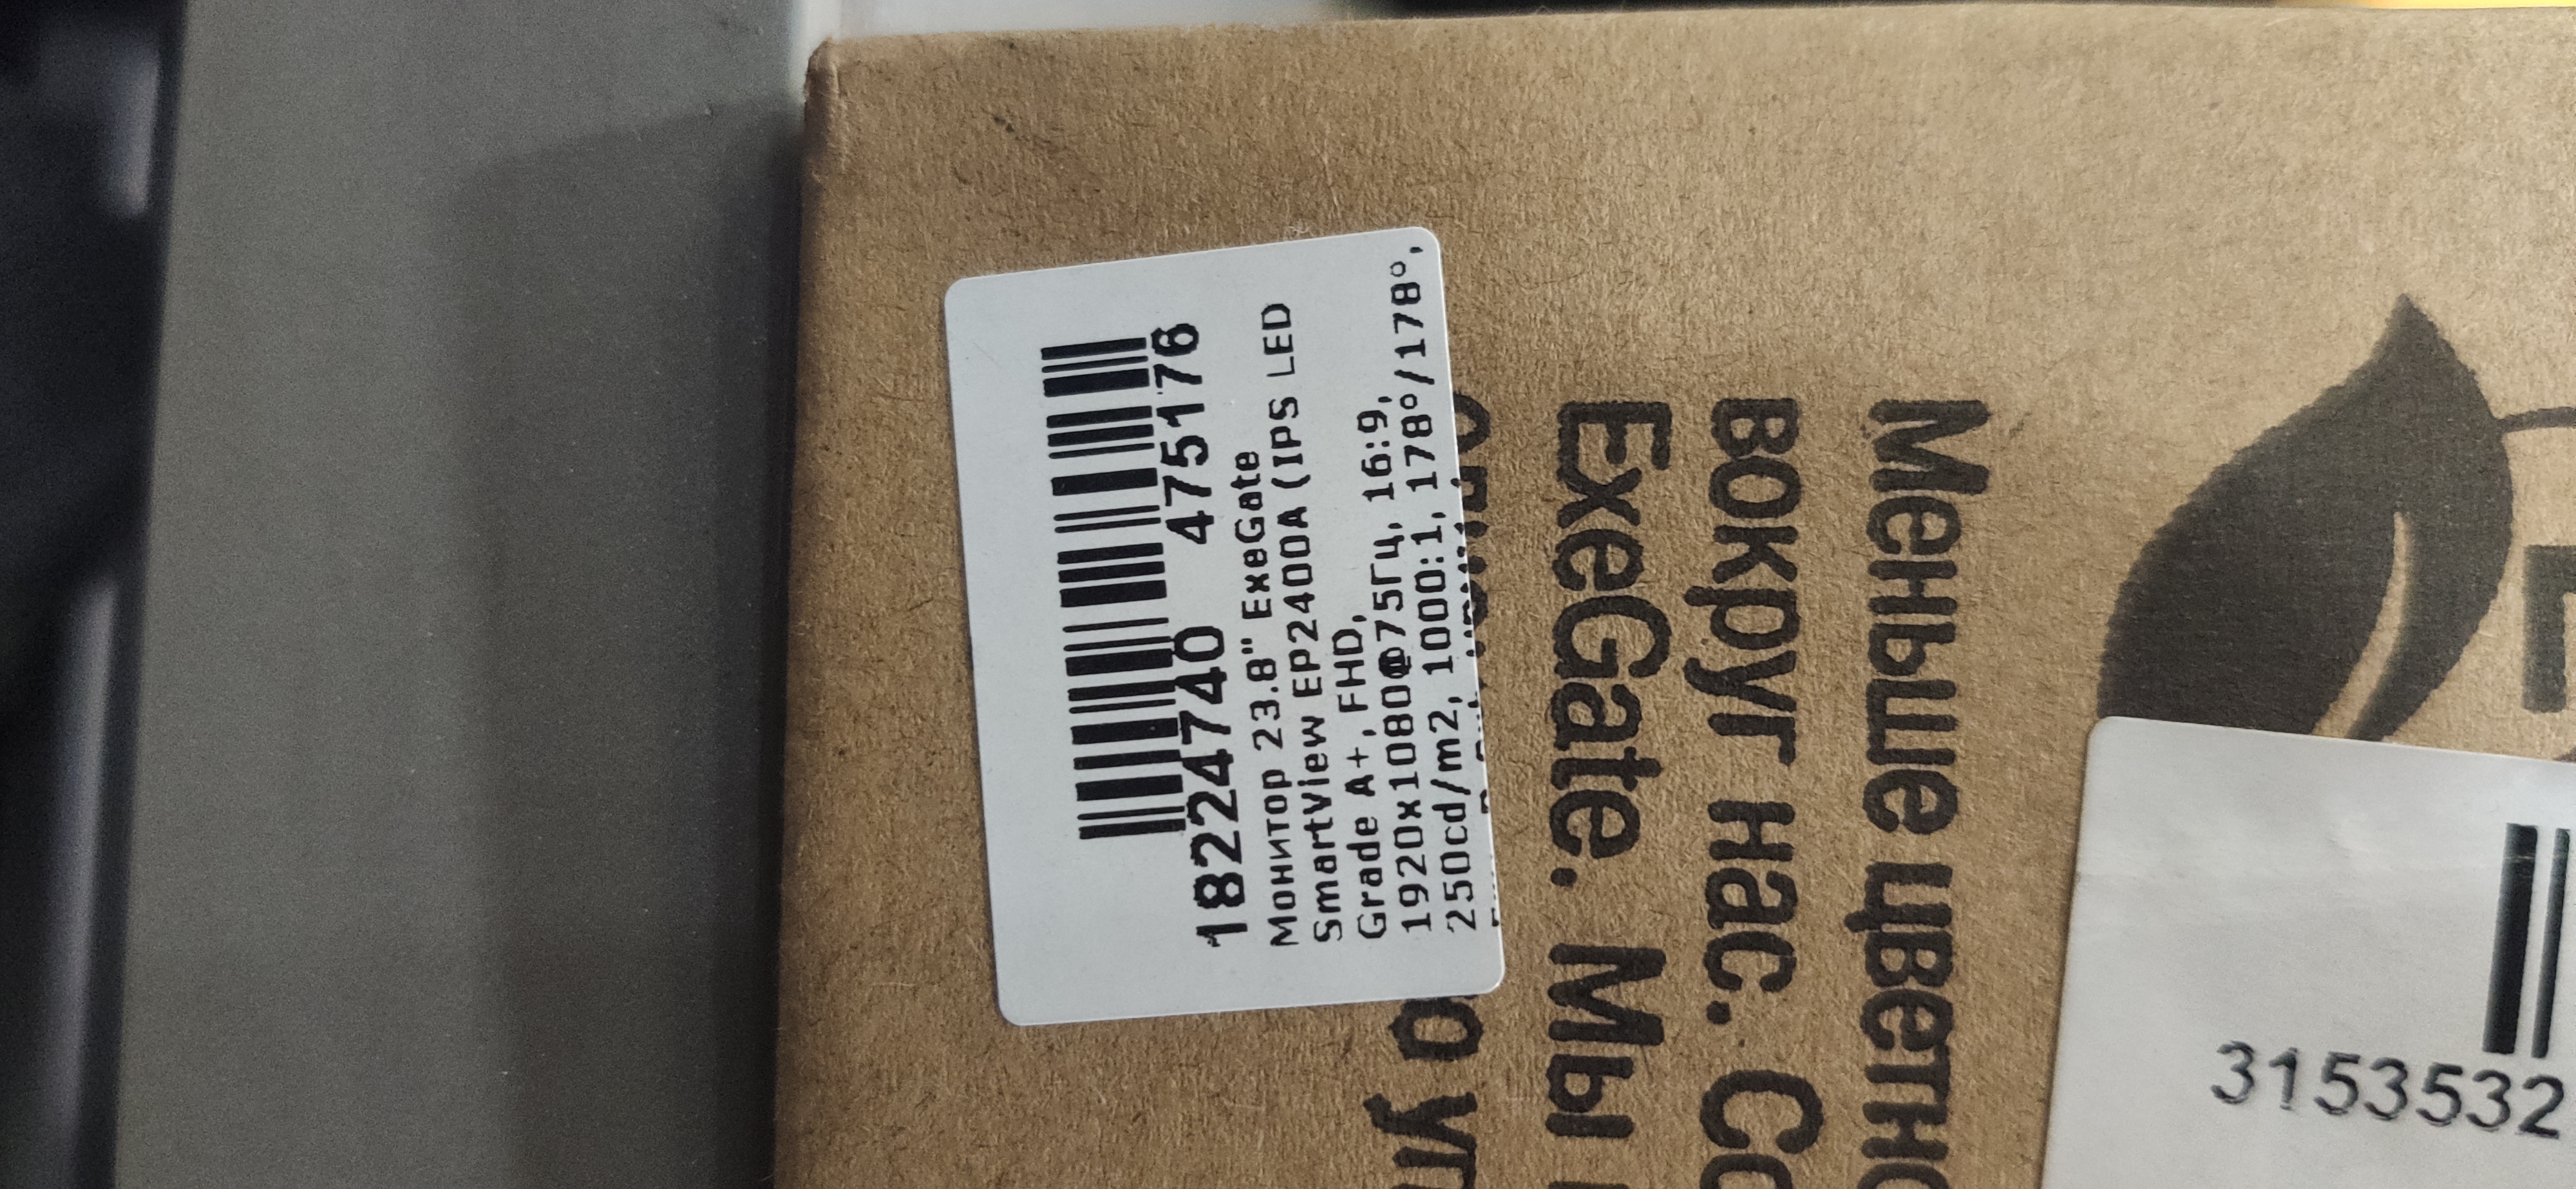 18224740 475176
Монитор 23.8" ExeGate
SmartView EP2400A (IPS LED
Grade A+, FHD,
1920x1080@75Гц, 16:9,
250cd/m2, 1000:1, 178°/178°,
Меньше цветно
вокруг нас. Со
ExeGate. Мы
3153532